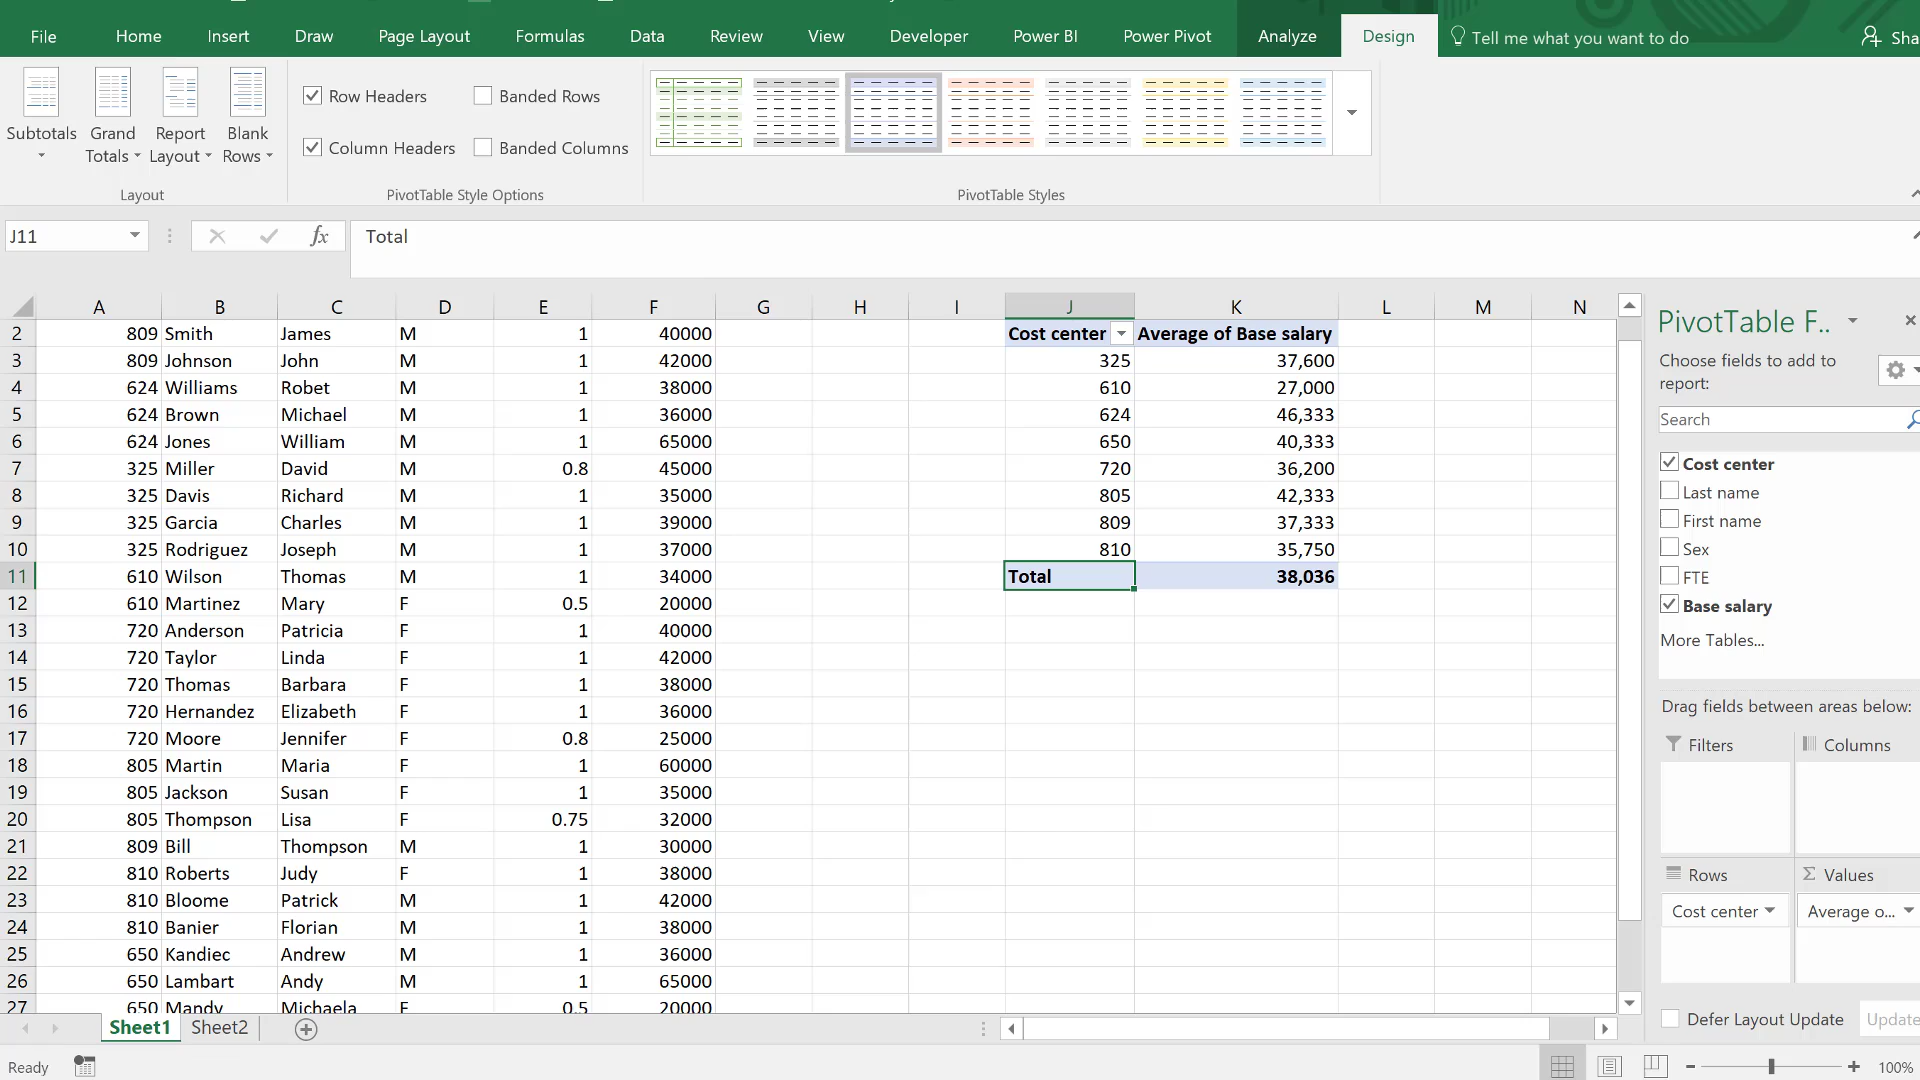 File Home Insert Draw Page Layout Formulas Data Review View Developer Power BI Power Pivot Analyze Design Tell me what you want to do Sha
Subtotals Grand Totals Report Layout Blank Rows
Row Headers Banded Rows
Column Headers Banded Columns
Layout PivotTable Style Options PivotTable Styles
J11 fx Total
A B C D E F G H I J K L M N
2 809 Smith James M 1 40000 Cost center Average of Base salary
3 809 Johnson John M 1 42000 325 37,600
4 624 Williams Robet M 1 38000 610 27,000
5 624 Brown Michael M 1 36000 624 46,333
6 624 Jones William M 1 65000 650 40,333
7 325 Miller David M 0.8 45000 720 36,200
8 325 Davis Richard M 1 35000 805 42,333
9 325 Garcia Charles M 1 39000 809 37,333
10 325 Rodriguez Joseph M 1 37000 810 35,750
11 610 Wilson Thomas M 1 34000 Total 38,036
12 610 Martinez Mary F 0.5 20000
13 720 Anderson Patricia F 1 40000
14 720 Taylor Linda F 1 42000
15 720 Thomas Barbara F 1 38000
16 720 Hernandez Elizabeth F 1 36000
17 720 Moore Jennifer F 0.8 25000
18 805 Martin Maria F 1 60000
19 805 Jackson Susan F 1 35000
20 805 Thompson Lisa F 0.75 32000
21 809 Bill Thompson M 1 30000
22 810 Roberts Judy F 1 38000
23 810 Bloome Patrick M 1 42000
24 810 Banier Florian M 1 38000
25 650 Kandiec Andrew M 1 36000
26 650 Lambart Andy M 1 65000
27 650 Mandy Michaela F 0.5 20000
PivotTable F..
Choose fields to add to
report:
Search
Cost center
Last name
First name
Sex
FTE
Base salary
More Tables...
Drag fields between areas below:
Filters Columns
Rows Σ Values
Cost center Average o...
Defer Layout Update Update
Sheet1 Sheet2
Ready 100%